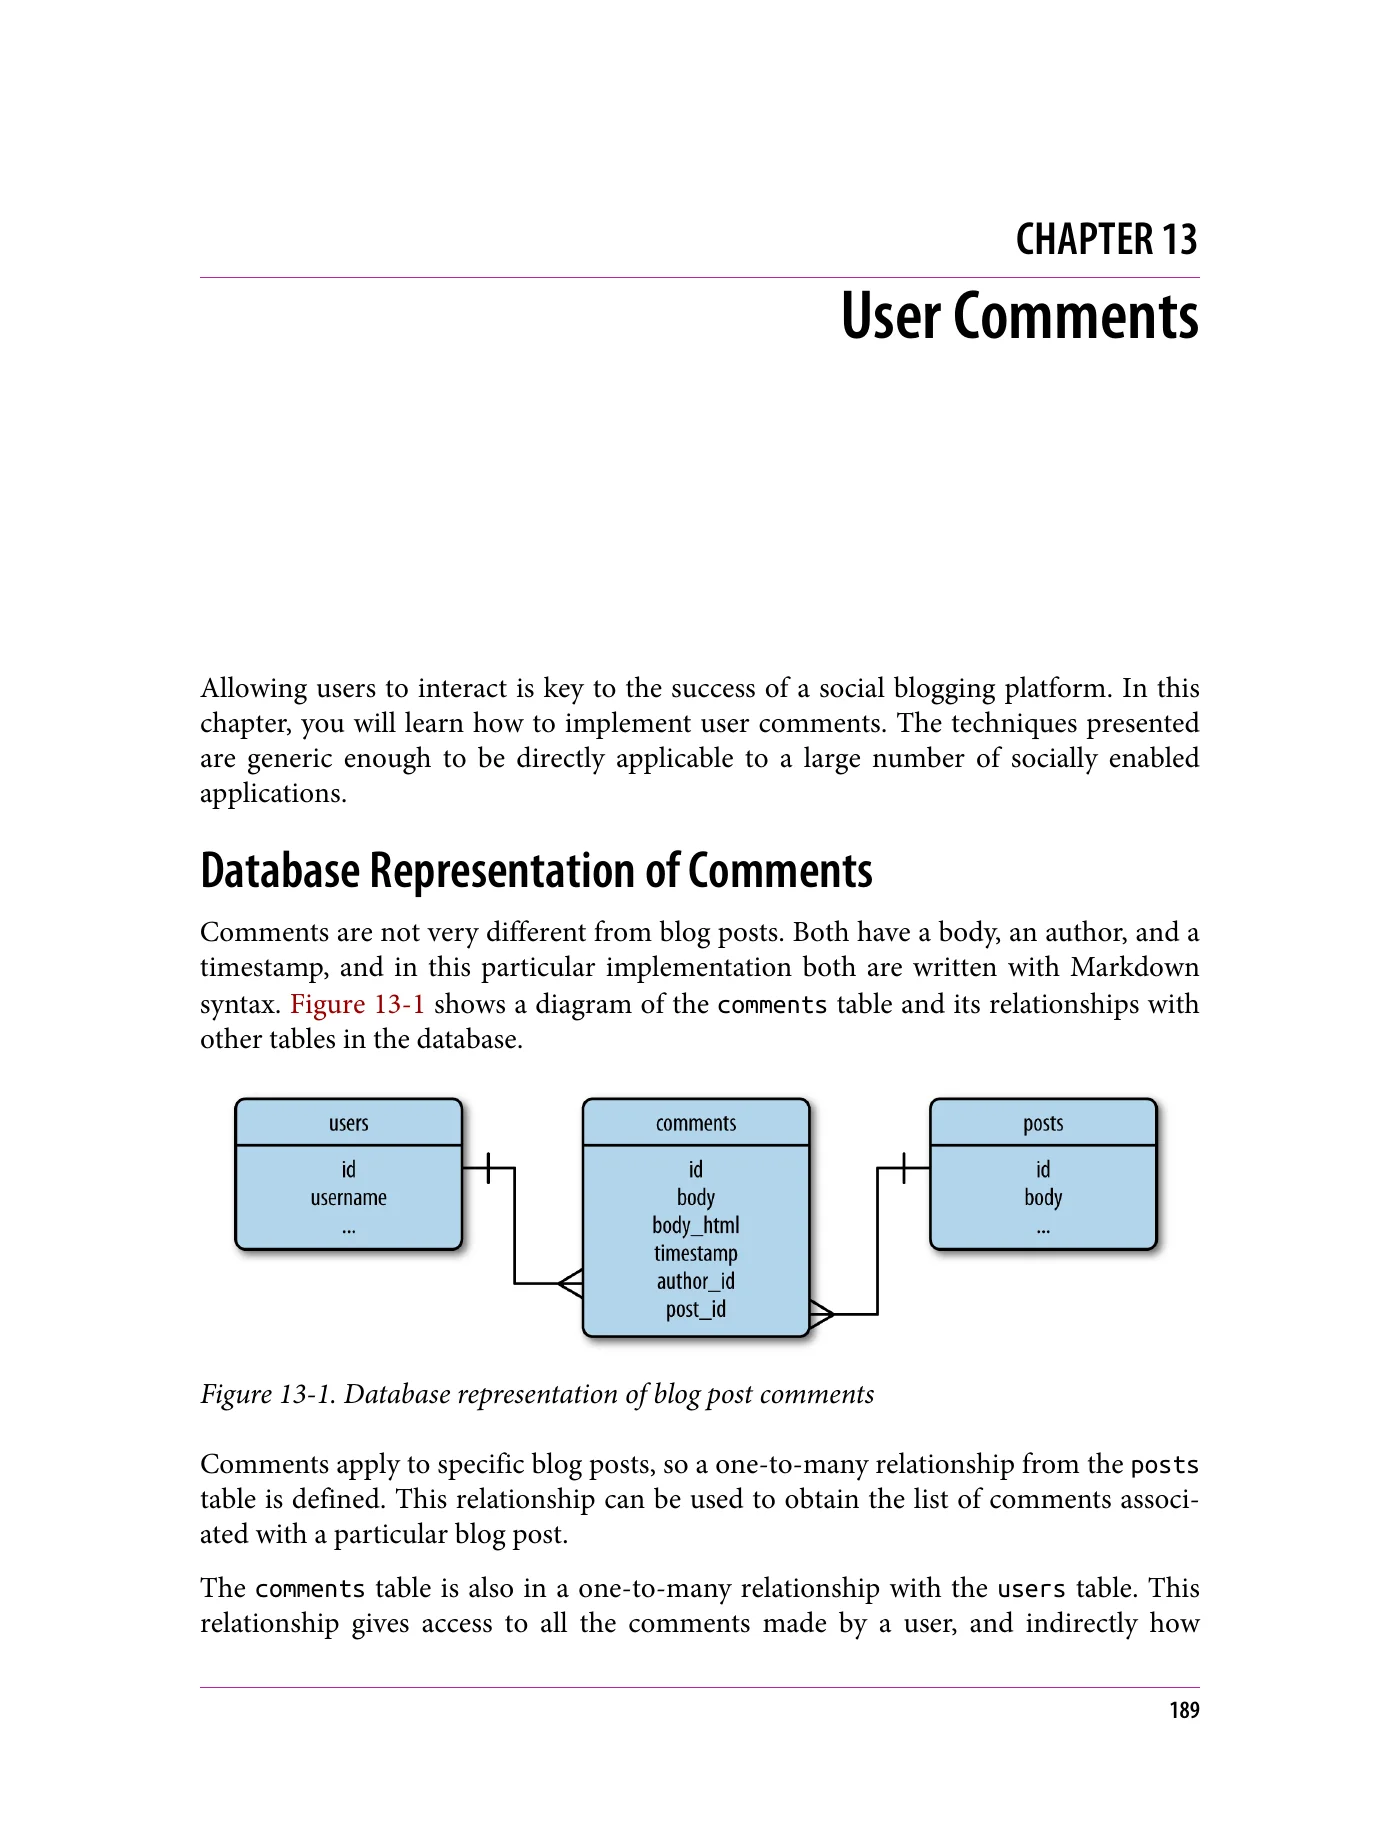 CHAPTER 13
User Comments
Allowing users to interact is key to the success of a social blogging platform. In this
chapter, you will learn how to implement user comments. The techniques presented
are generic enough to be directly applicable to a large number of socially enabled
applications.
Database Representation of Comments
Comments are not very different from blog posts. Both have a body, an author, and a
timestamp, and in this particular implementation both are written with Markdown
syntax. Figure 13-1 shows a diagram of the comments table and its relationships with
other tables in the database.
users
id
username
...
comments
id
body
body_html
timestamp
author_id
post_id
posts
id
body
...
Figure 13-1. Database representation of blog post comments
Comments apply to specific blog posts, so a one-to-many relationship from the posts
table is defined. This relationship can be used to obtain the list of comments associ-
ated with a particular blog post.
The comments table is also in a one-to-many relationship with the users table. This
relationship gives access to all the comments made by a user, and indirectly how
189